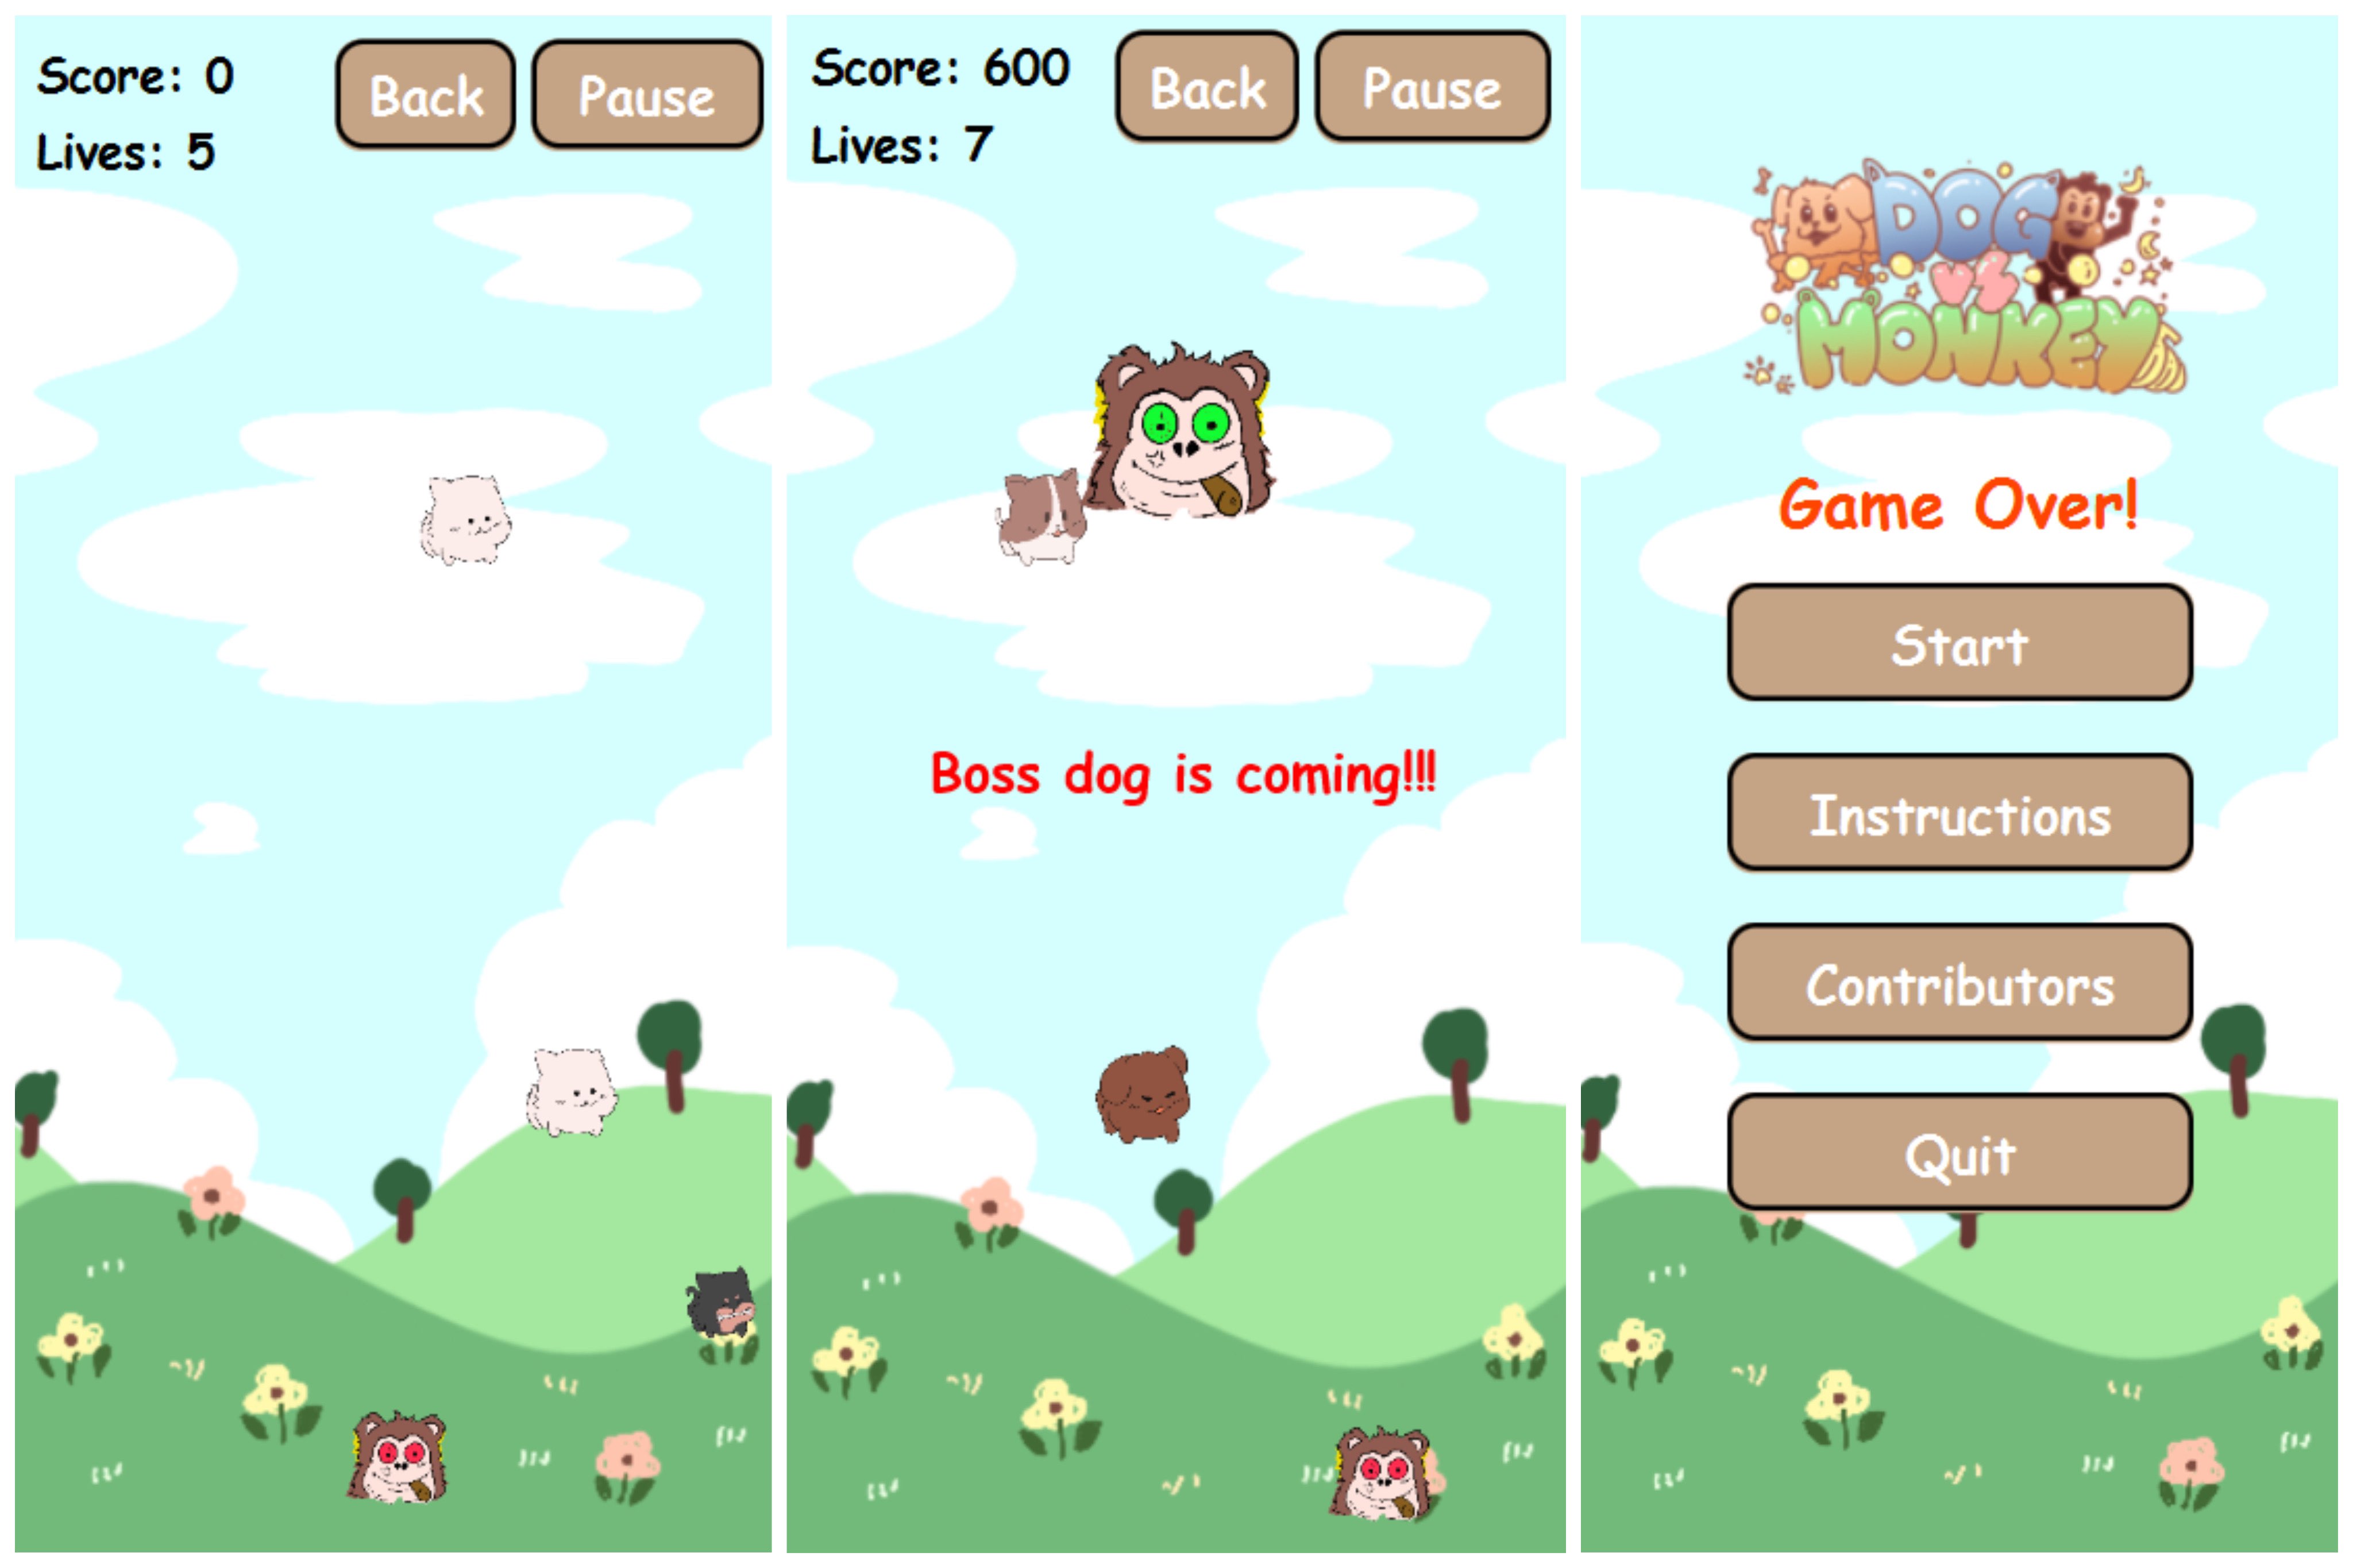 Score: 0
Lives: 5
Back
Pause
Score: 600
Lives: 7
Back
Pause
Boss dog is coming!!!
DOG
VS
MONKEY
Game Over!
Start
Instructions
Contributors
Quit